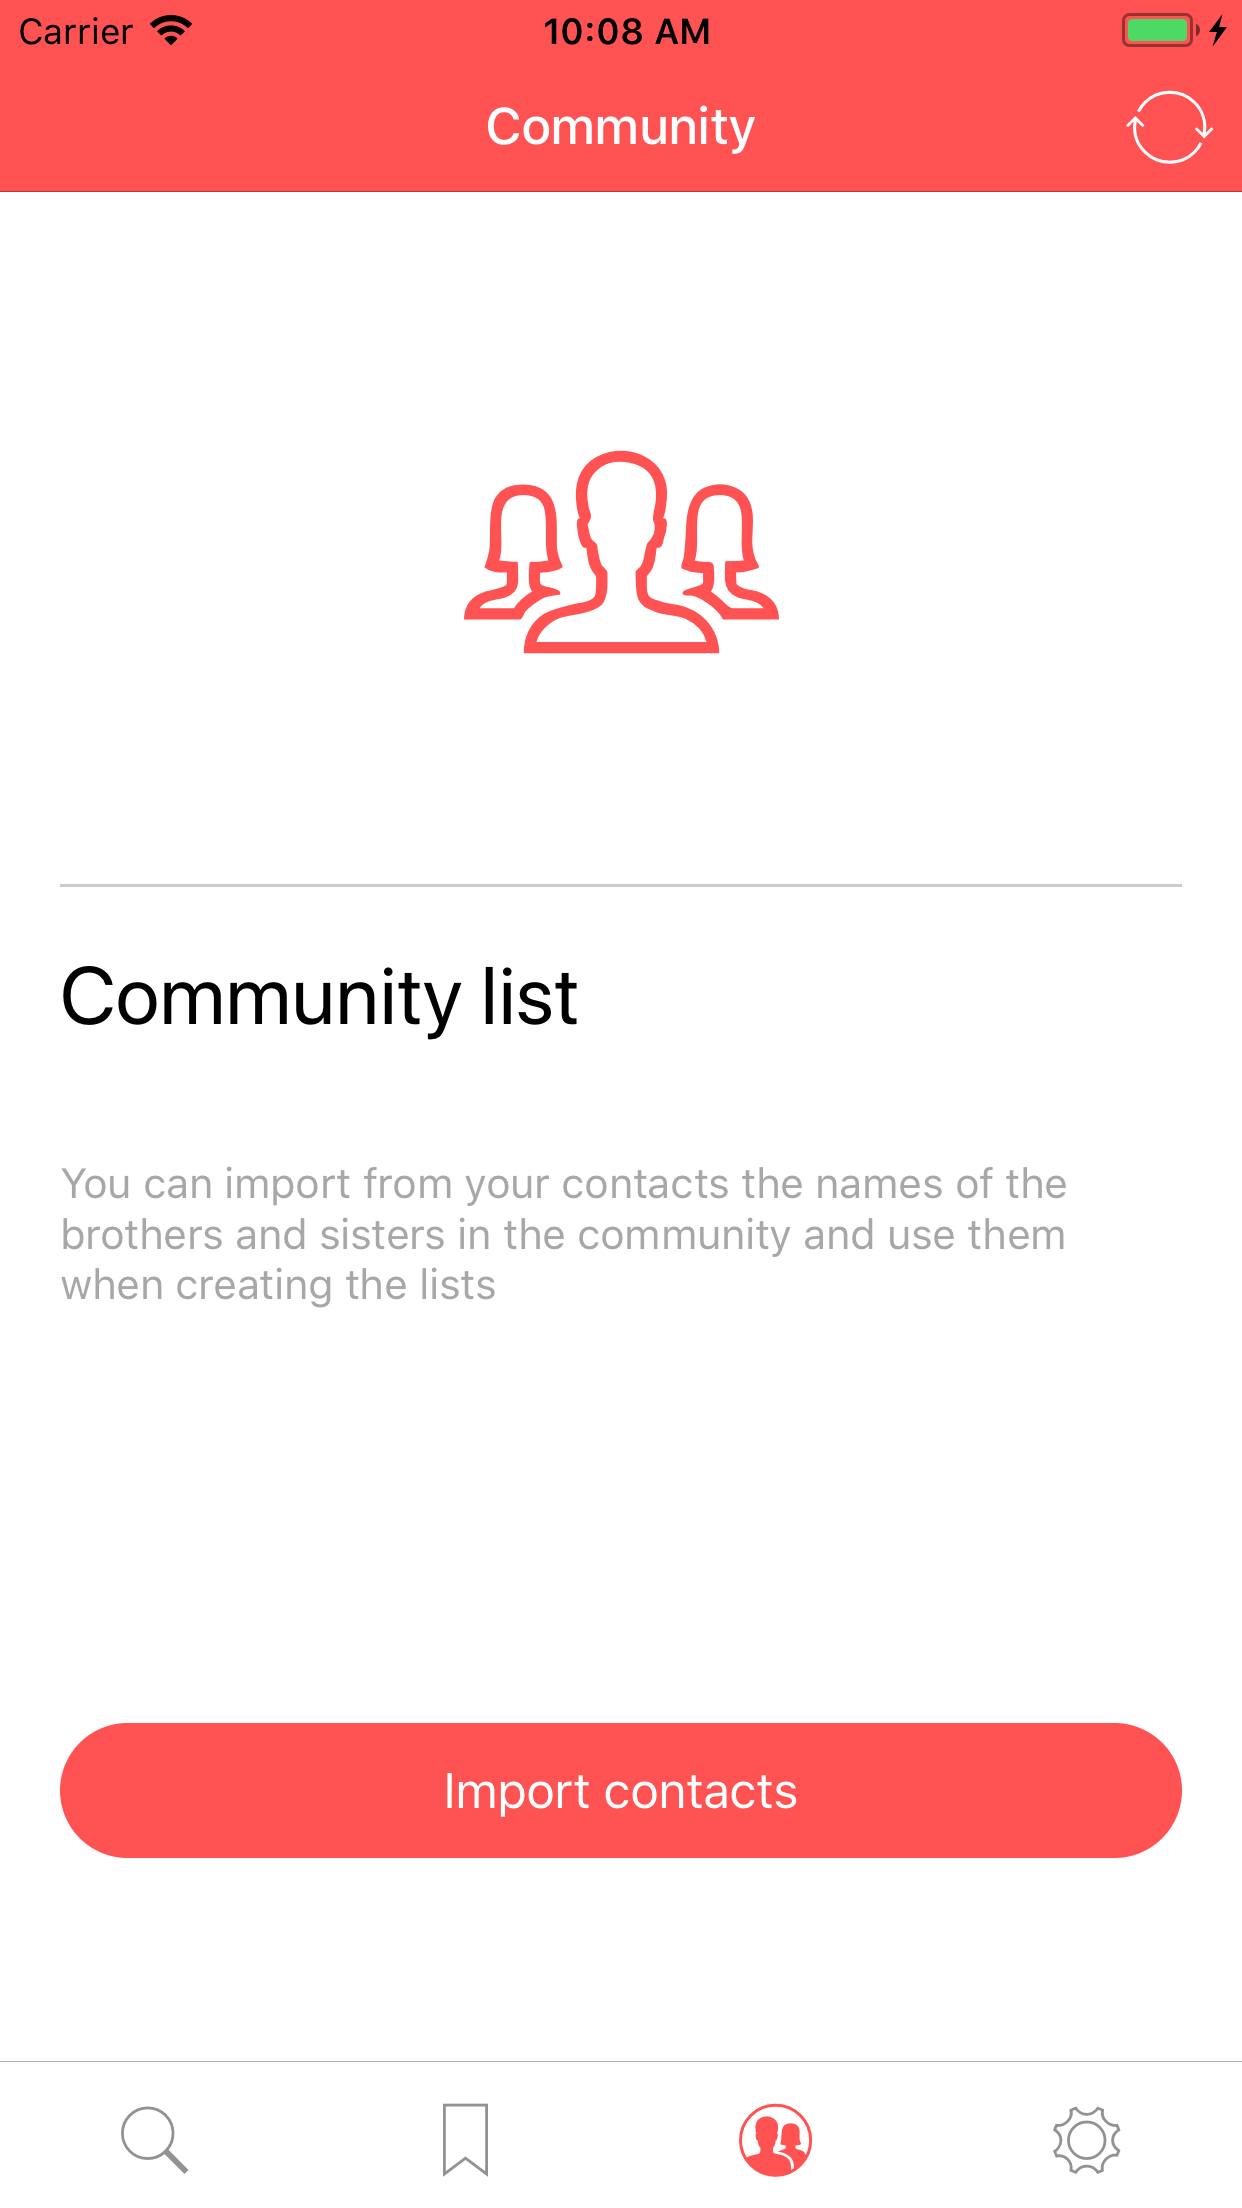 Carrier
10:08 AM
Community
Community list
You can import from your contacts the names of the
brothers and sisters in the community and use them
when creating the lists
Import contacts